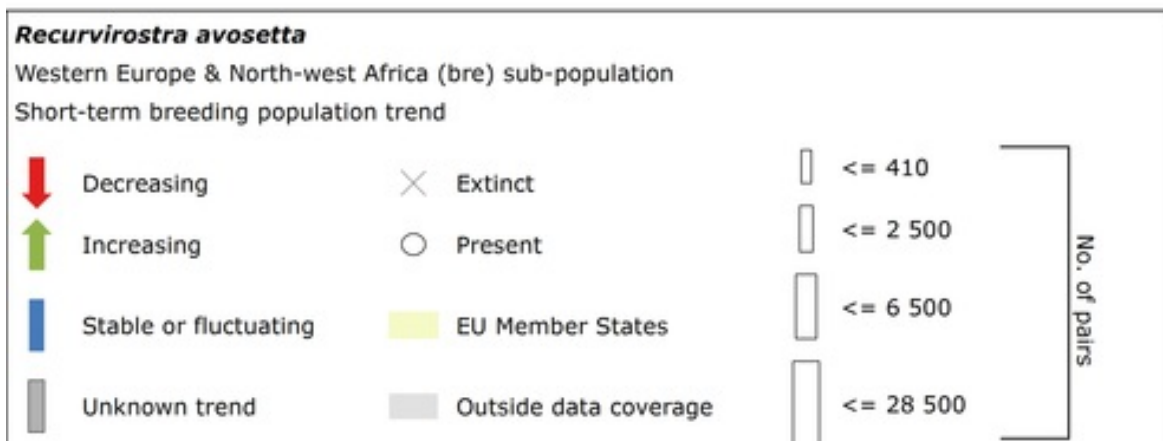 Recurvirostra avosetta
Western Europe & North-west Africa (bre) sub-population
Short-term breeding population trend
Decreasing
Increasing
Stable or fluctuating
Unknown trend
Extinct
Present
EU Member States
Outside data coverage
<= 410
<= 2 500
<= 6 500
<= 28 500
No. of pairs